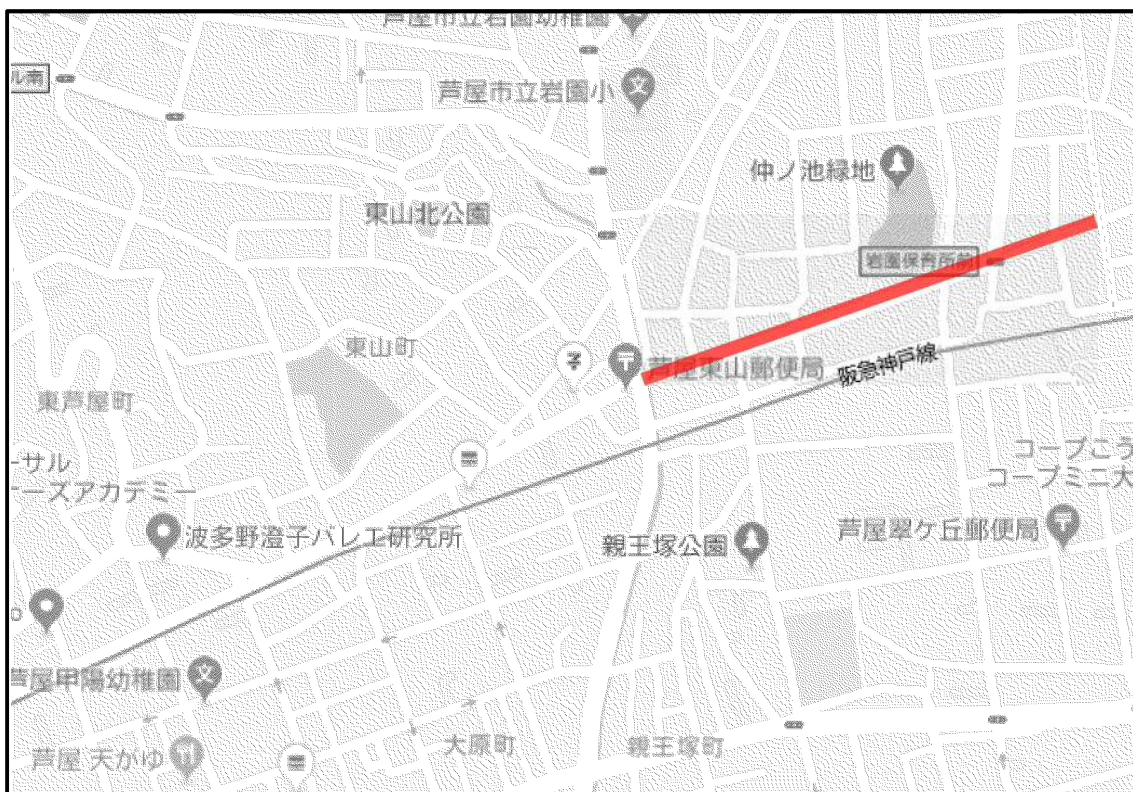 芦屋市立岩園幼稚園
ル南
芦屋市立岩園小
仲ノ池緑地
東山北公園
岩園保育所前
東山町
芦屋東山郵便局
阪急神戸線
東芦屋町
ーサル
ーズアカデミー
コープこう
コープミニ大
波多野澄子バレエ研究所
親王塚公園
芦屋翠ケ丘郵便局
芦屋甲陽幼稚園
大原町
親王塚町
芦屋 天がゆ